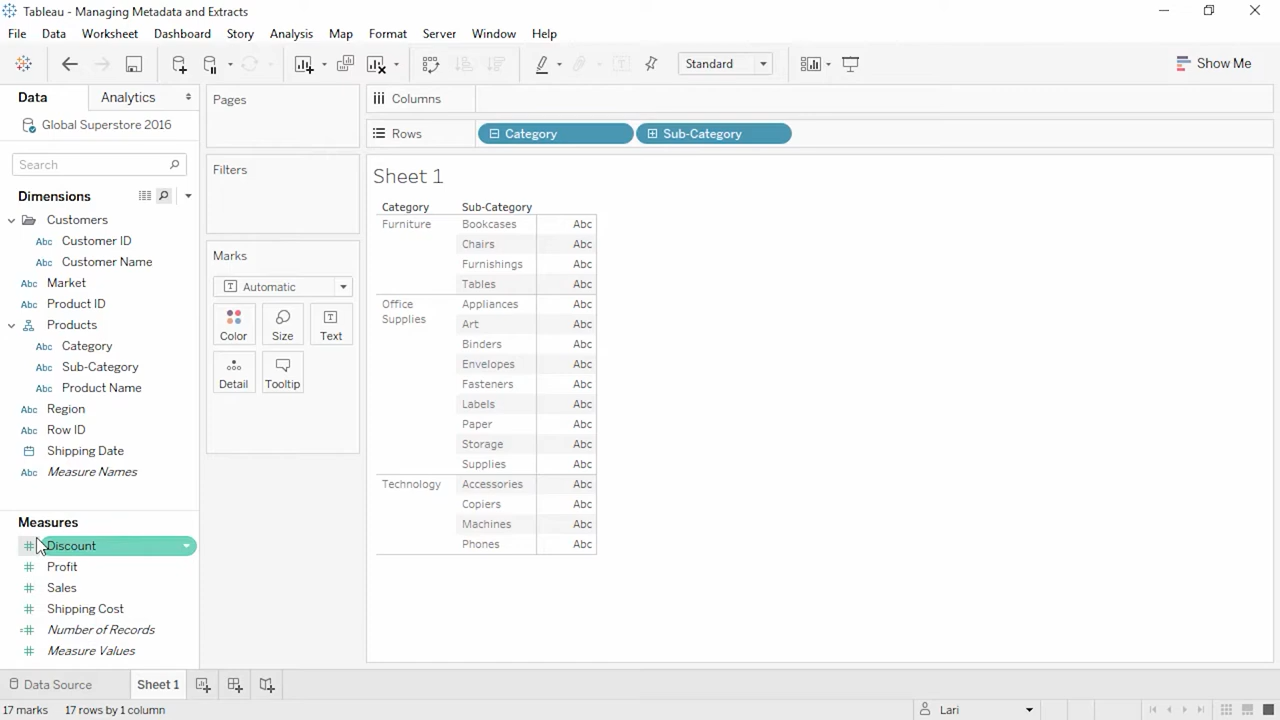 Tableau - Managing Metadata and Extracts
File Data Worksheet Dashboard Story Analysis Map Format Server Window Help
Standard
Show Me
Data Analytics
Global Superstore 2016
Search
Dimensions
Customers
Abc Customer ID
Abc Customer Name
Abc Market
Abc Product ID
Products
Abc Category
Abc Sub-Category
Abc Product Name
Abc Region
Abc Row ID
Shipping Date
Abc Measure Names
Measures
# Discount
# Profit
# Sales
# Shipping Cost
=# Number of Records
# Measure Values
Pages
Filters
Marks
T Automatic
Color Size Text
Detail Tooltip
Columns
Rows Category Sub-Category
Sheet 1
Category Sub-Category
Furniture Bookcases Abc
Chairs Abc
Furnishings Abc
Tables Abc
Office Supplies Appliances Abc
Art Abc
Binders Abc
Envelopes Abc
Fasteners Abc
Labels Abc
Paper Abc
Storage Abc
Supplies Abc
Technology Accessories Abc
Copiers Abc
Machines Abc
Phones Abc
Data Source Sheet 1
17 marks 17 rows by 1 column Lari